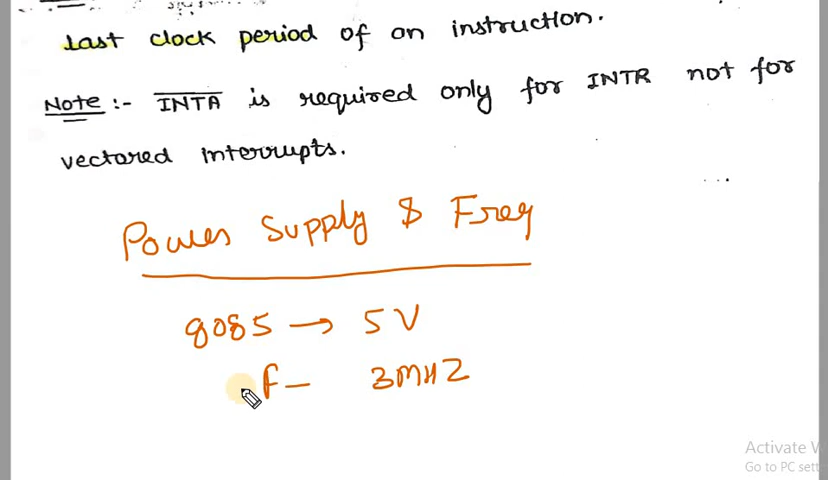 last clock period of an instruction.
Note :- INTA is required only for INTR not for
vectored interrupts.
Power Supply & Freq
8085 → 5V
f - 3MHZ
Activate
Go to PC sett